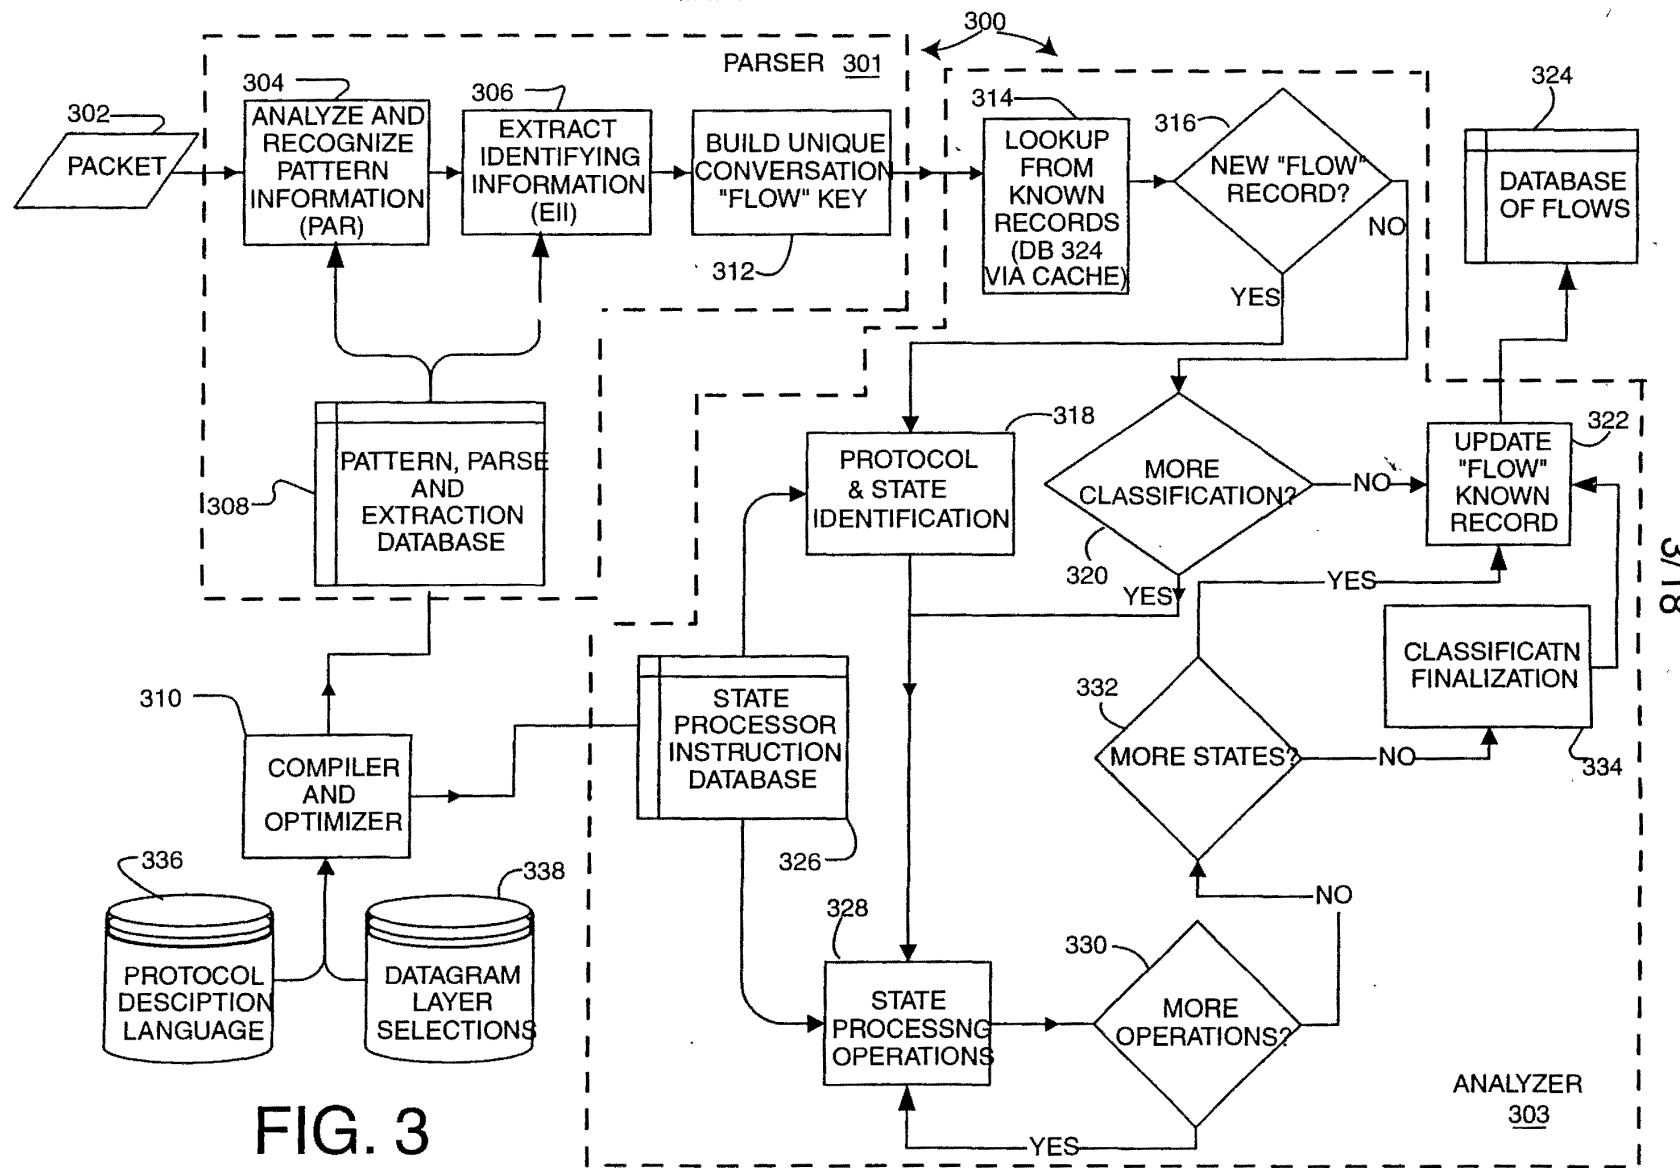 300
PARSER 301
302
PACKET
304
ANALYZE AND
RECOGNIZE
PATTERN
INFORMATION
(PAR)
306
EXTRACT
IDENTIFYING
INFORMATION
(EII)
BUILD UNIQUE
CONVERSATION
"FLOW" KEY
312
314
LOOKUP
FROM
KNOWN
RECORDS
(DB 324
VIA CACHE)
316
NEW "FLOW"
RECORD?
NO
YES
324
DATABASE
OF FLOWS
308
PATTERN, PARSE
AND
EXTRACTION
DATABASE
318
PROTOCOL
& STATE
IDENTIFICATION
MORE
CLASSIFICATION?
320
NO
YES
322
UPDATE
"FLOW"
KNOWN
RECORD
3/18
YES
CLASSIFICATN
FINALIZATION
334
332
MORE STATES?
NO
310
COMPILER
AND
OPTIMIZER
STATE
PROCESSOR
INSTRUCTION
DATABASE
326
336
PROTOCOL
DESCIPTION
LANGUAGE
338
DATAGRAM
LAYER
SELECTIONS
328
STATE
PROCESSNG
OPERATIONS
330
MORE
OPERATIONS?
NO
YES
ANALYZER
303
FIG. 3